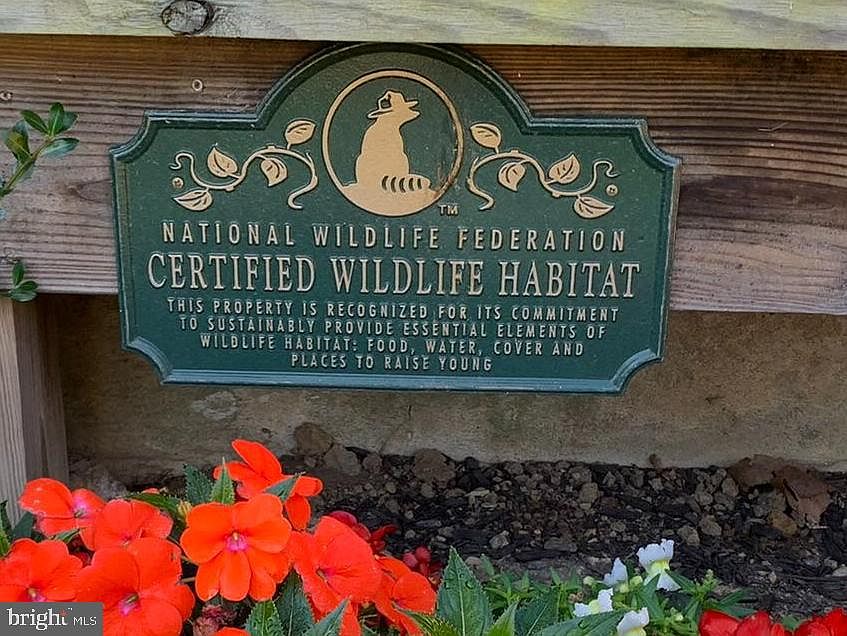 TM
NATIONAL WILDLIFE FEDERATION
CERTIFIED WILDLIFE HABITAT
THIS PROPERTY IS RECOGNIZED FOR ITS COMMITMENT
TO SUSTAINABLY PROVIDE ESSENTIAL ELEMENTS OF
WILDLIFE HABITAT: FOOD, WATER, COVER AND
PLACES TO RAISE YOUNG
bright MLS